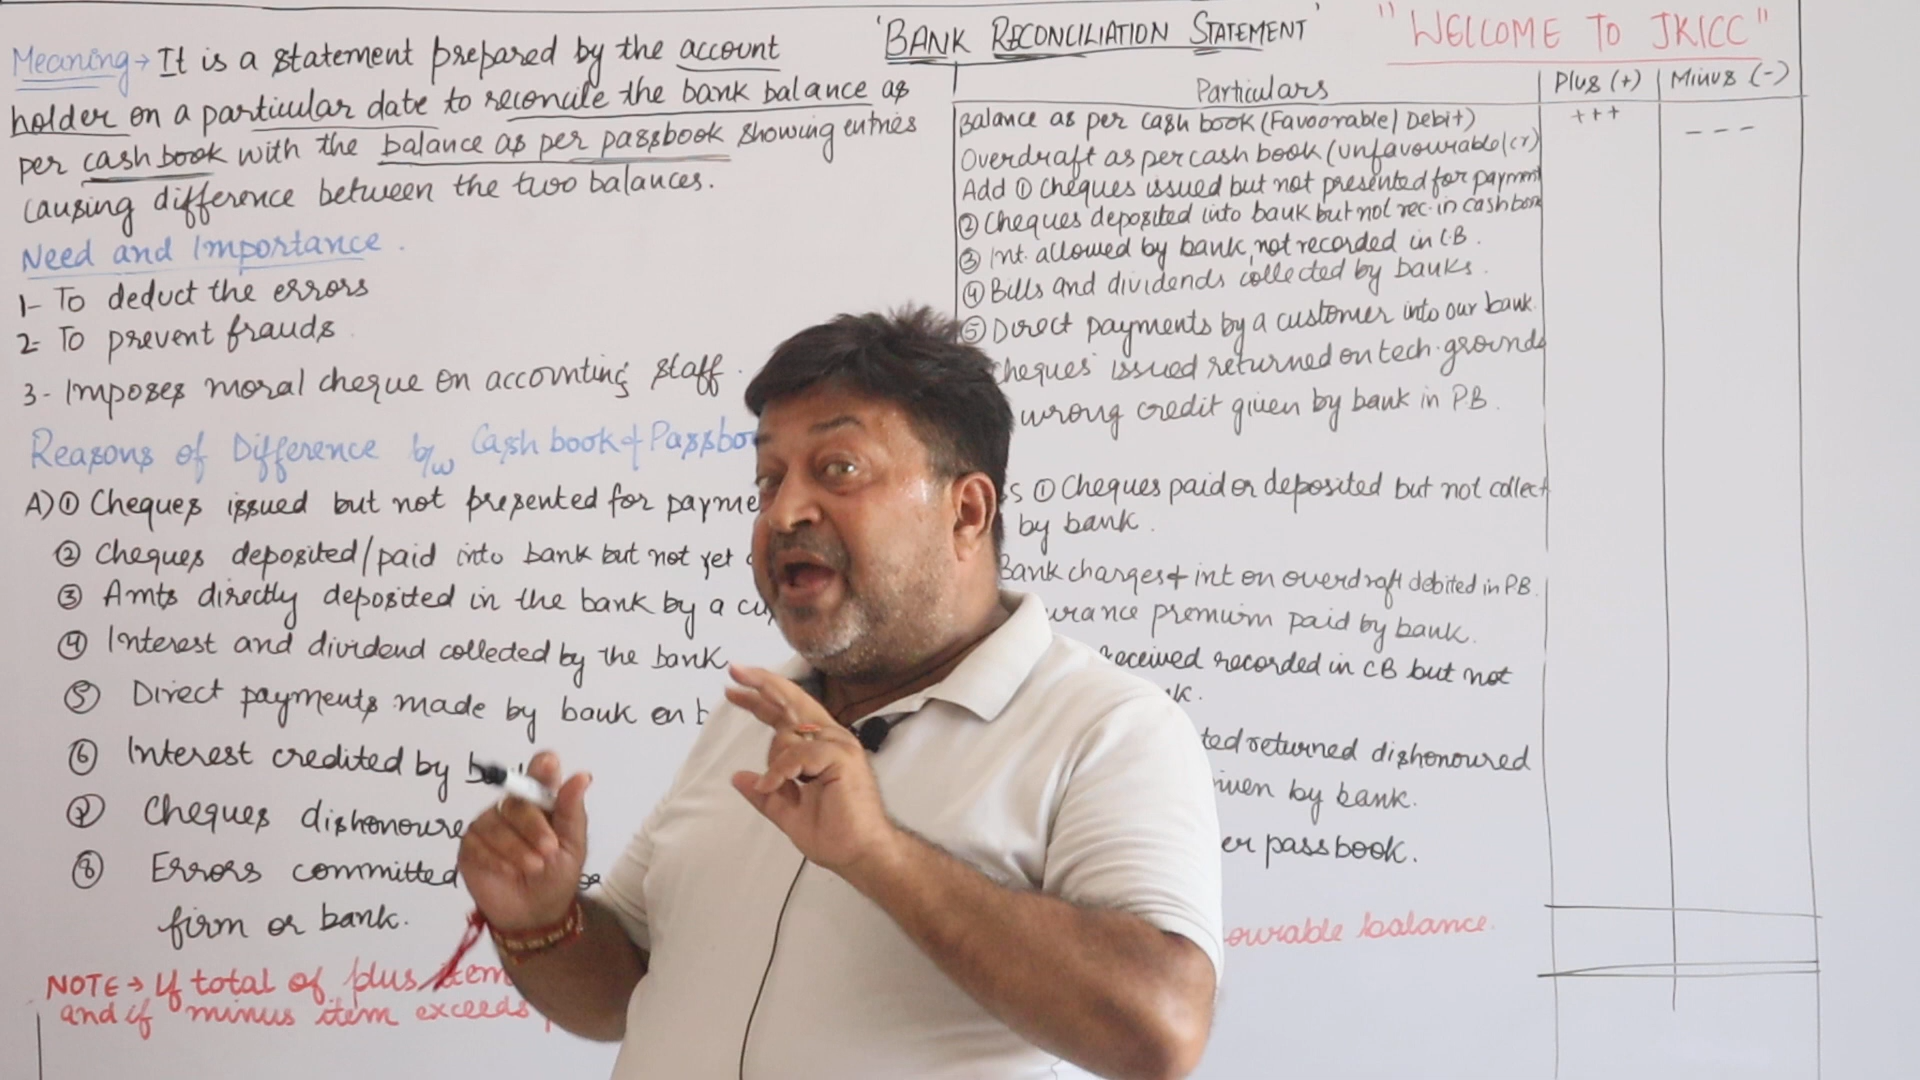 'BANK RECONCILIATION STATEMENT'
"WELCOME TO JKICC"
Meaning → It is a statement prepared by the account
holder on a particular date to reconcile the bank balance as
per cash book with the balance as per passbook showing entries
causing difference between the two balances.
Need and Importance.
1- To deduct the errors
2- To prevent frauds
3- Imposes moral cheque on accounting staff.
Reasons of Difference b/w Cash book & Passbo
A) ① Cheques issued but not presented for payme
② Cheques deposited/paid into bank but not yet
③ Amts directly deposited in the bank by a cu
④ Interest and dividend collected by the bank
⑤ Direct payments made by bank on b
⑥ Interest credited by
⑦ Cheques dishonoure
⑧ Errors committed
firm or bank.
NOTE → If total of plus item
and if minus item exceeds
Particulars
Plus (+)
Minus (-)
Balance as per cash book (Favoorable/Debit)
+++
Overdraft as per cash book (unfavourable/cr)
---
Add ① Cheques issued but not presented for payment
② Cheques deposited into bank but not rec. in cash book
③ Int. allowed by bank, not recorded in C.B.
④ Bills and dividends collected by banks.
⑤ Direct payments by a customer into our bank.
heques issued returned on tech. grounds
wrong credit given by bank in P.B.
s ① Cheques paid or deposited but not collect
by bank.
Bank charges & int on overdraft debited in P.B.
urance premium paid by bank.
received recorded in CB but not
nk.
ted returned dishonoured
iven by bank.
er passbook.
ourable balance.